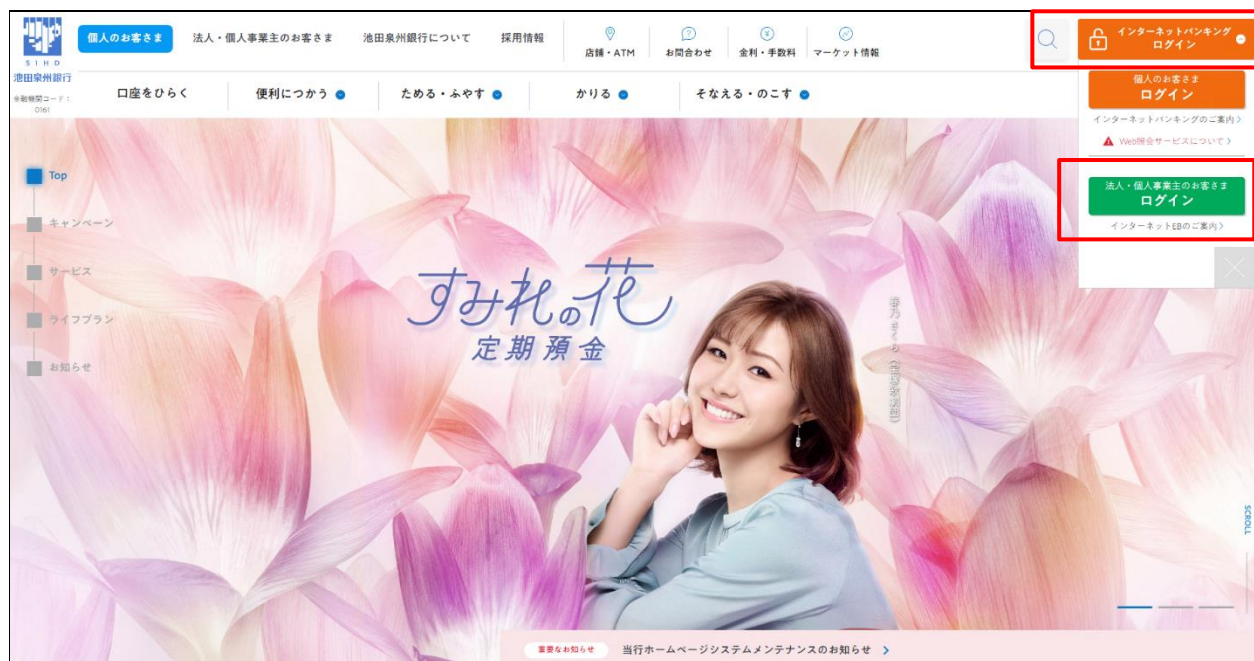 SIHD
池田泉州銀行
金融機関コード：
0161
個人のお客さま
法人・個人事業主のお客さま
池田泉州銀行について
採用情報
店舗・ATM
お問合わせ
金利・手数料
マーケット情報
インターネットバンキング
ログイン
口座をひらく
便利につかう
ためる・ふやす
かりる
そなえる・のこす
個人のお客さま
ログイン
インターネットバンキングのご案内
Web照会サービスについて
法人・個人事業主のお客さま
ログイン
インターネットEBのご案内
Top
キャンペーン
サービス
ライフプラン
お知らせ
すみれの花
定期預金
春乃 さくら（宝塚歌劇団）
SCROLL
重要なお知らせ
当行ホームページシステムメンテナンスのお知らせ